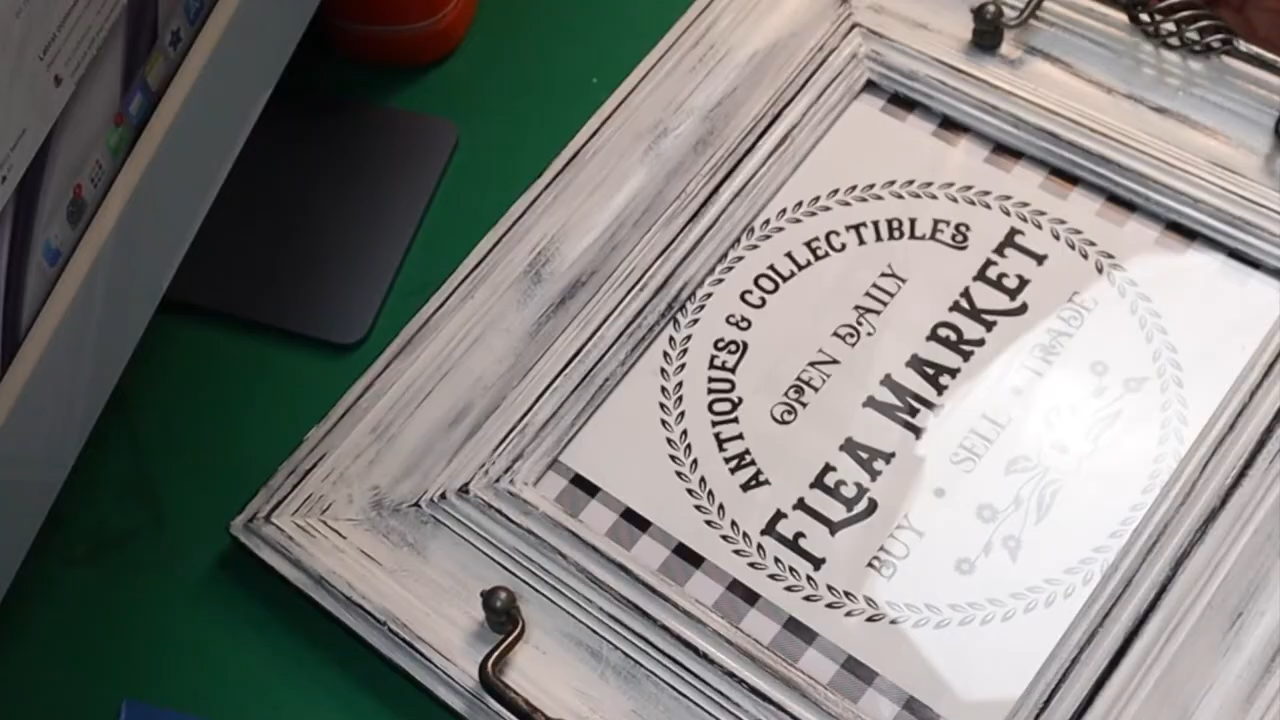 ANTIQUES & COLLECTIBLES
OPEN DAILY
FLEA MARKET
BUY • SELL • TRADE